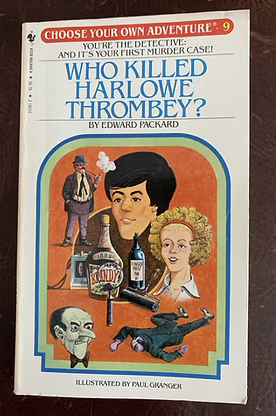 CHOOSE YOUR OWN ADVENTURE® · 9
YOU'RE THE DETECTIVE:
AND IT'S YOUR FIRST MURDER CASE!
WHO KILLED
HARLOWE
THROMBEY?
BY EDWARD PACKARD
ILLUSTRATED BY PAUL GRANGER